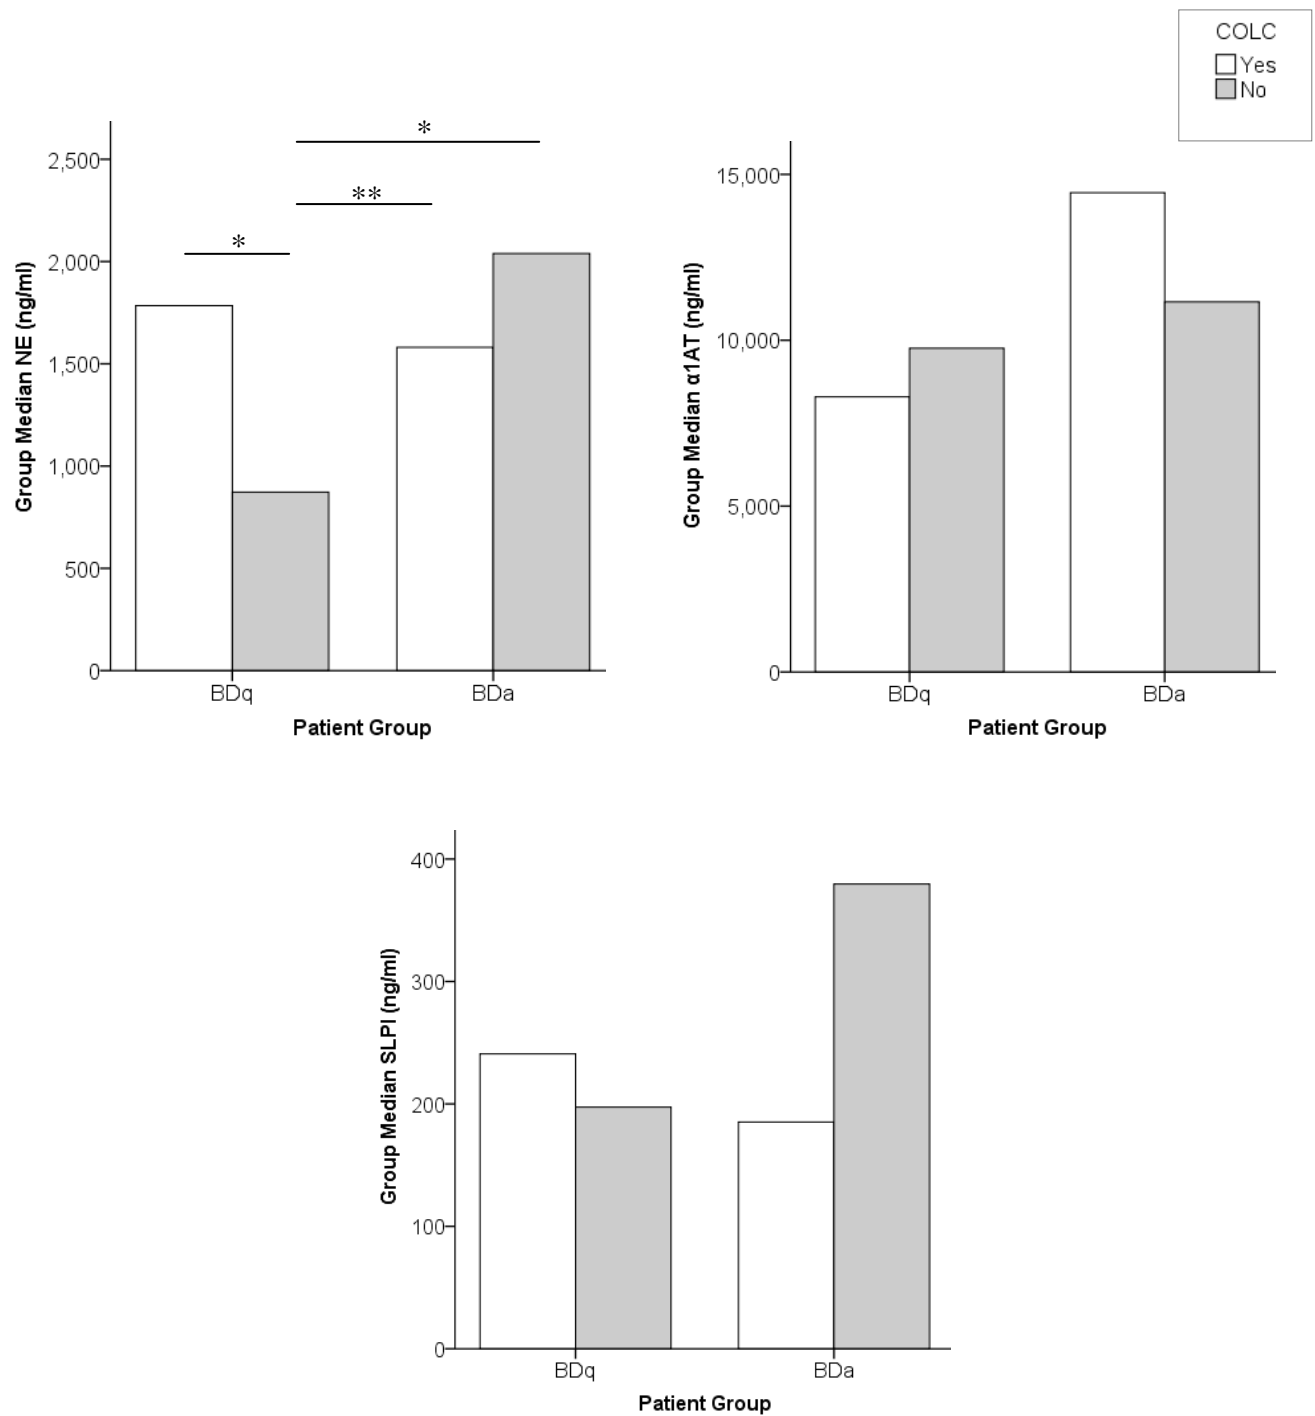 COLC
Yes
No
*
**
*
2,500
2,000
1,500
1,000
500
0
Group Median NE (ng/ml)
BDq BDa
Patient Group
15,000
10,000
5,000
0
Group Median α1AT (ng/ml)
BDq BDa
Patient Group
400
300
200
100
0
Group Median SLPI (ng/ml)
BDq BDa
Patient Group